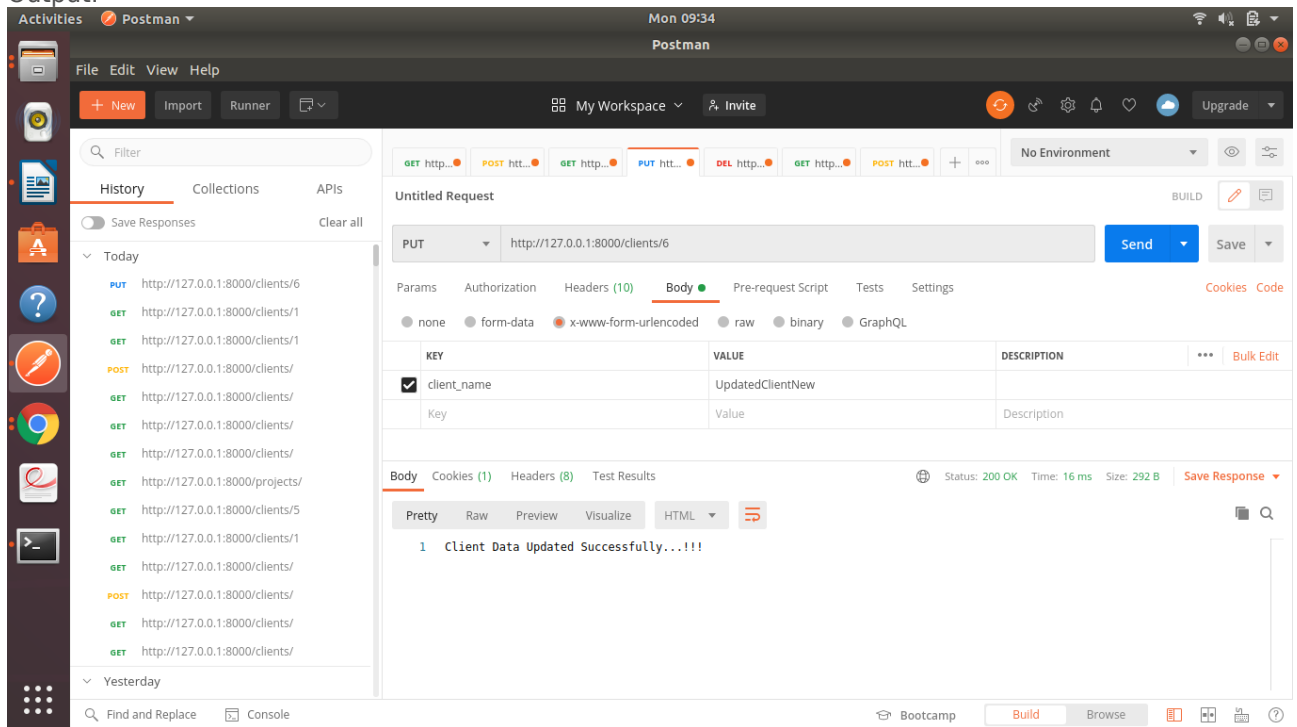 Output:
Activities Postman Mon 09:34
Postman
File Edit View Help
+ New Import Runner My Workspace Invite Upgrade
Filter
History Collections APIs
Save Responses Clear all
Today
PUT http://127.0.0.1:8000/clients/6
GET http://127.0.0.1:8000/clients/1
GET http://127.0.0.1:8000/clients/1
POST http://127.0.0.1:8000/clients/
GET http://127.0.0.1:8000/clients/
GET http://127.0.0.1:8000/clients/
GET http://127.0.0.1:8000/clients/
GET http://127.0.0.1:8000/projects/
GET http://127.0.0.1:8000/clients/5
GET http://127.0.0.1:8000/clients/1
GET http://127.0.0.1:8000/clients/
POST http://127.0.0.1:8000/clients/
GET http://127.0.0.1:8000/clients/
GET http://127.0.0.1:8000/clients/
Yesterday
GET http... POST htt... GET http... PUT htt... DEL http... GET http... POST htt... + ooo No Environment
Untitled Request BUILD
PUT http://127.0.0.1:8000/clients/6 Send Save
Params Authorization Headers (10) Body Pre-request Script Tests Settings Cookies Code
none form-data x-www-form-urlencoded raw binary GraphQL
KEY VALUE DESCRIPTION ••• Bulk Edit
client_name UpdatedClientNew
Key Value Description
Body Cookies (1) Headers (8) Test Results Status: 200 OK Time: 16 ms Size: 292 B Save Response
Pretty Raw Preview Visualize HTML
1 Client Data Updated Successfully...!!!
Find and Replace Console Bootcamp Build Browse